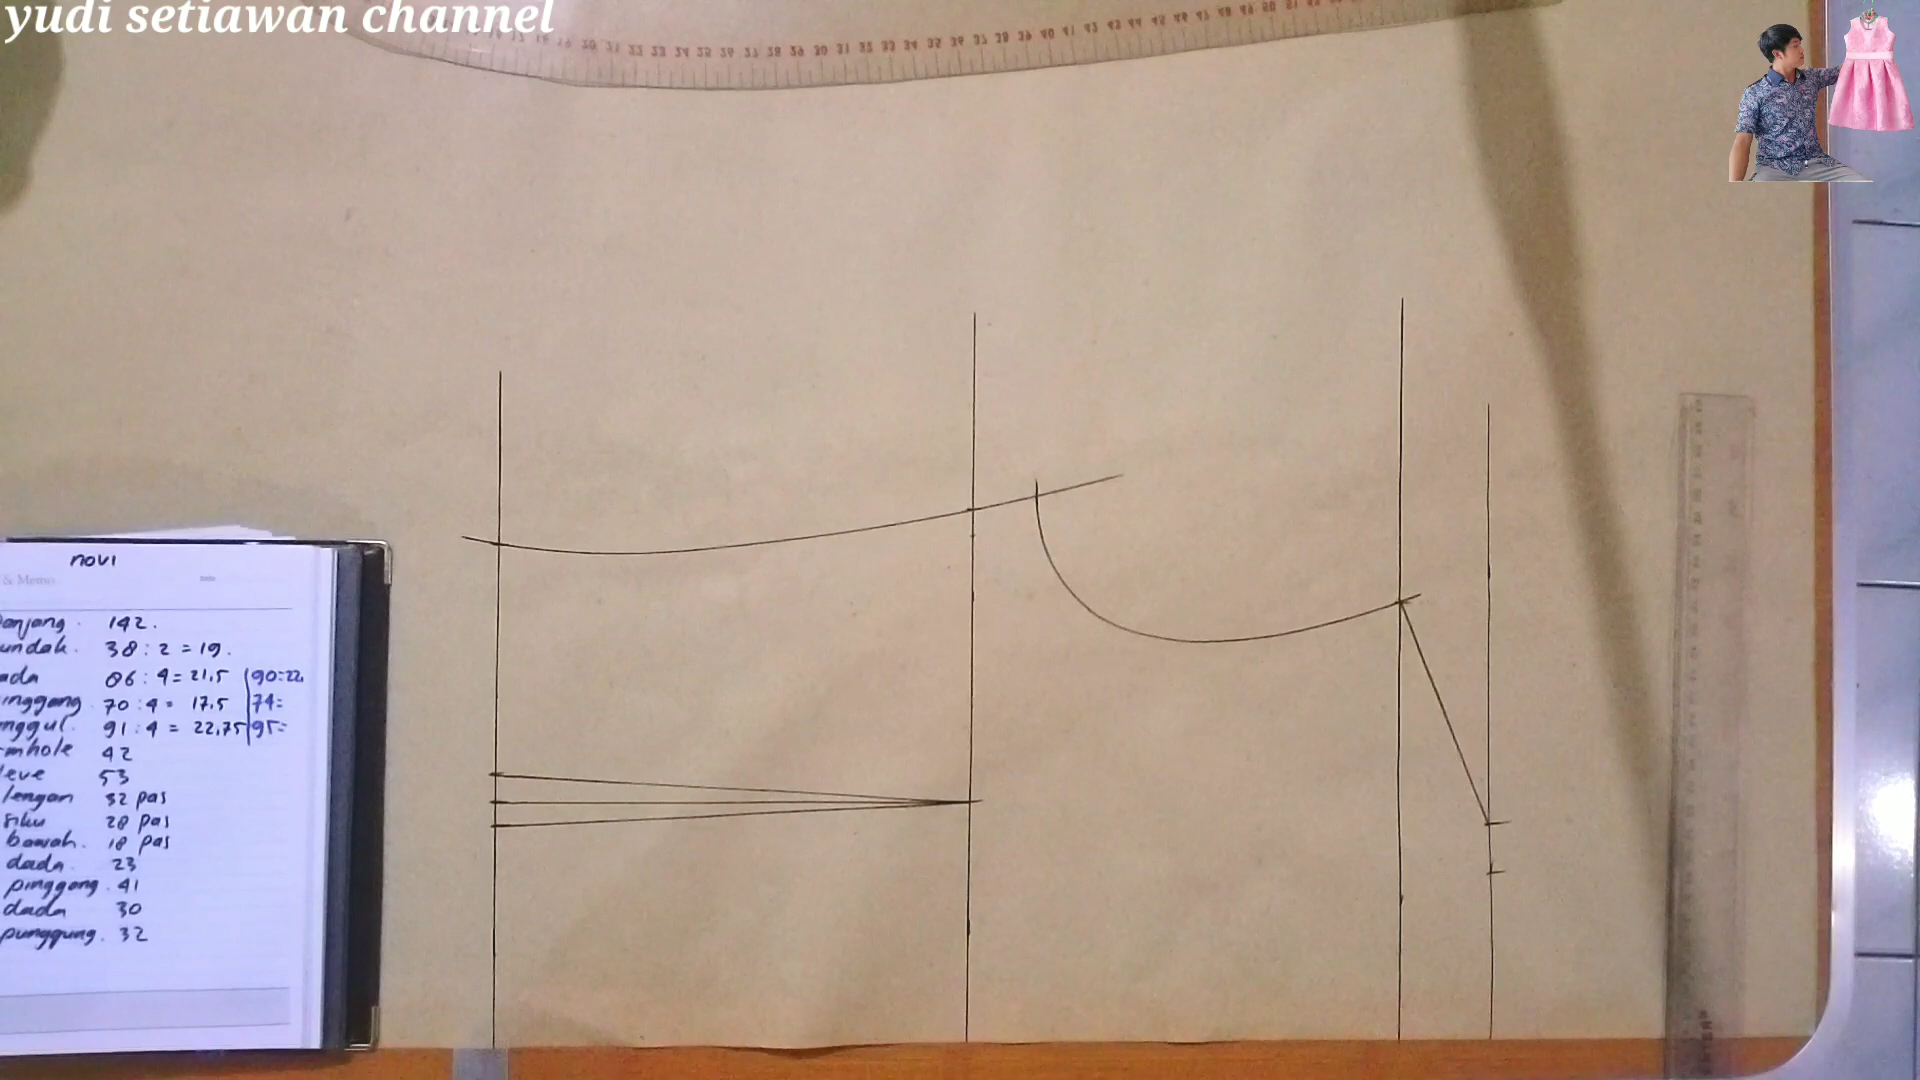 yudi setiawan channel
novi
& Memo
anjang. 142.
undak. 38 : 2 = 19.
ada 86 : 4 = 21,5 (90:22,
inggang 70 : 4 = 17.5 74=
nggul. 91 : 4 = 22,75 95=
mhole 42
leve 53
lengan 32 pas
siku 28 pas
bawah. 18 pas
dada. 23
pinggang. 41
dada 30
punggung. 32